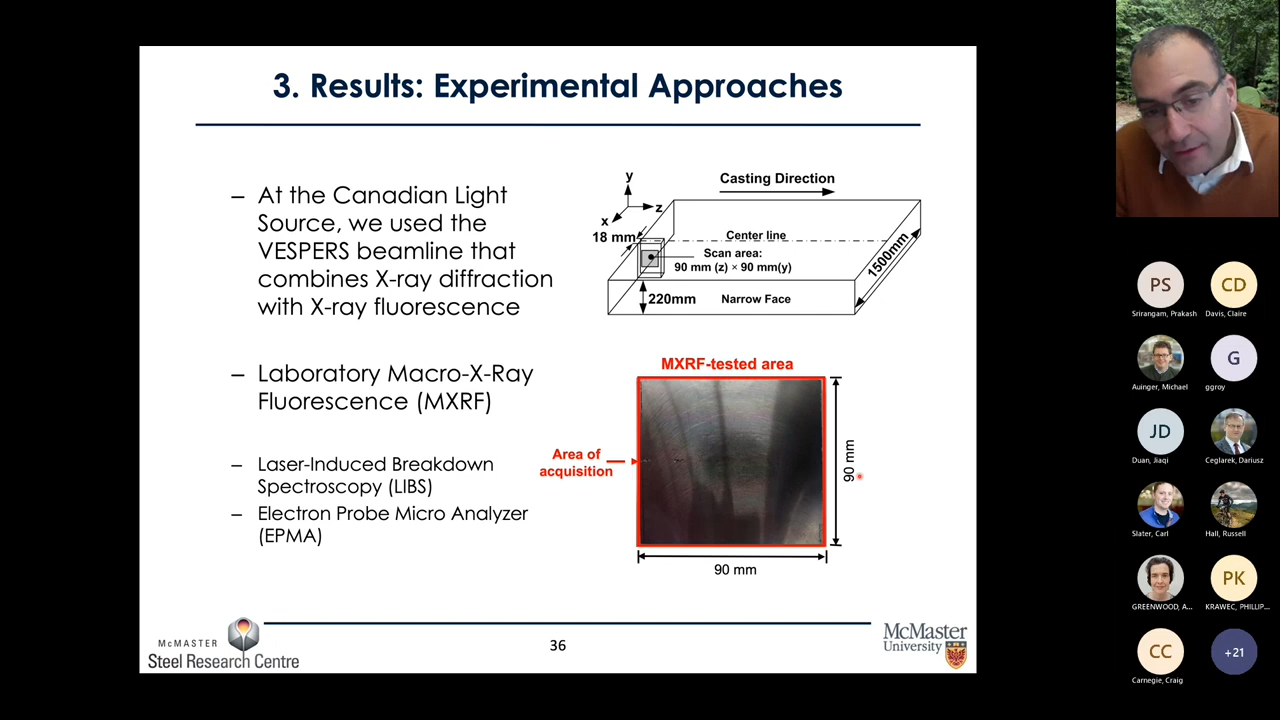 3. Results: Experimental Approaches
– At the Canadian Light
Source, we used the
VESPERS beamline that
combines X-ray diffraction
with X-ray fluorescence
– Laboratory Macro-X-Ray
Fluorescence (MXRF)
– Laser-Induced Breakdown
Spectroscopy (LIBS)
– Electron Probe Micro Analyzer
(EPMA)
y
z
x
Casting Direction
18 mm
Center line
Scan area:
90 mm (z) × 90 mm(y)
1500mm
220mm
Narrow Face
MXRF-tested area
Area of
acquisition
90 mm
90 mm
McMASTER
Steel Research Centre
36
McMaster
University
PS
Srirangam, Prakash
CD
Davis, Claire
Auinger, Michael
G
ggroy
JD
Duan, Jiaqi
Ceglarek, Dariusz
Slater, Carl
Hall, Russell
GREENWOOD, A...
PK
KRAWEC, PHILLIP...
CC
Carnegie, Craig
+21